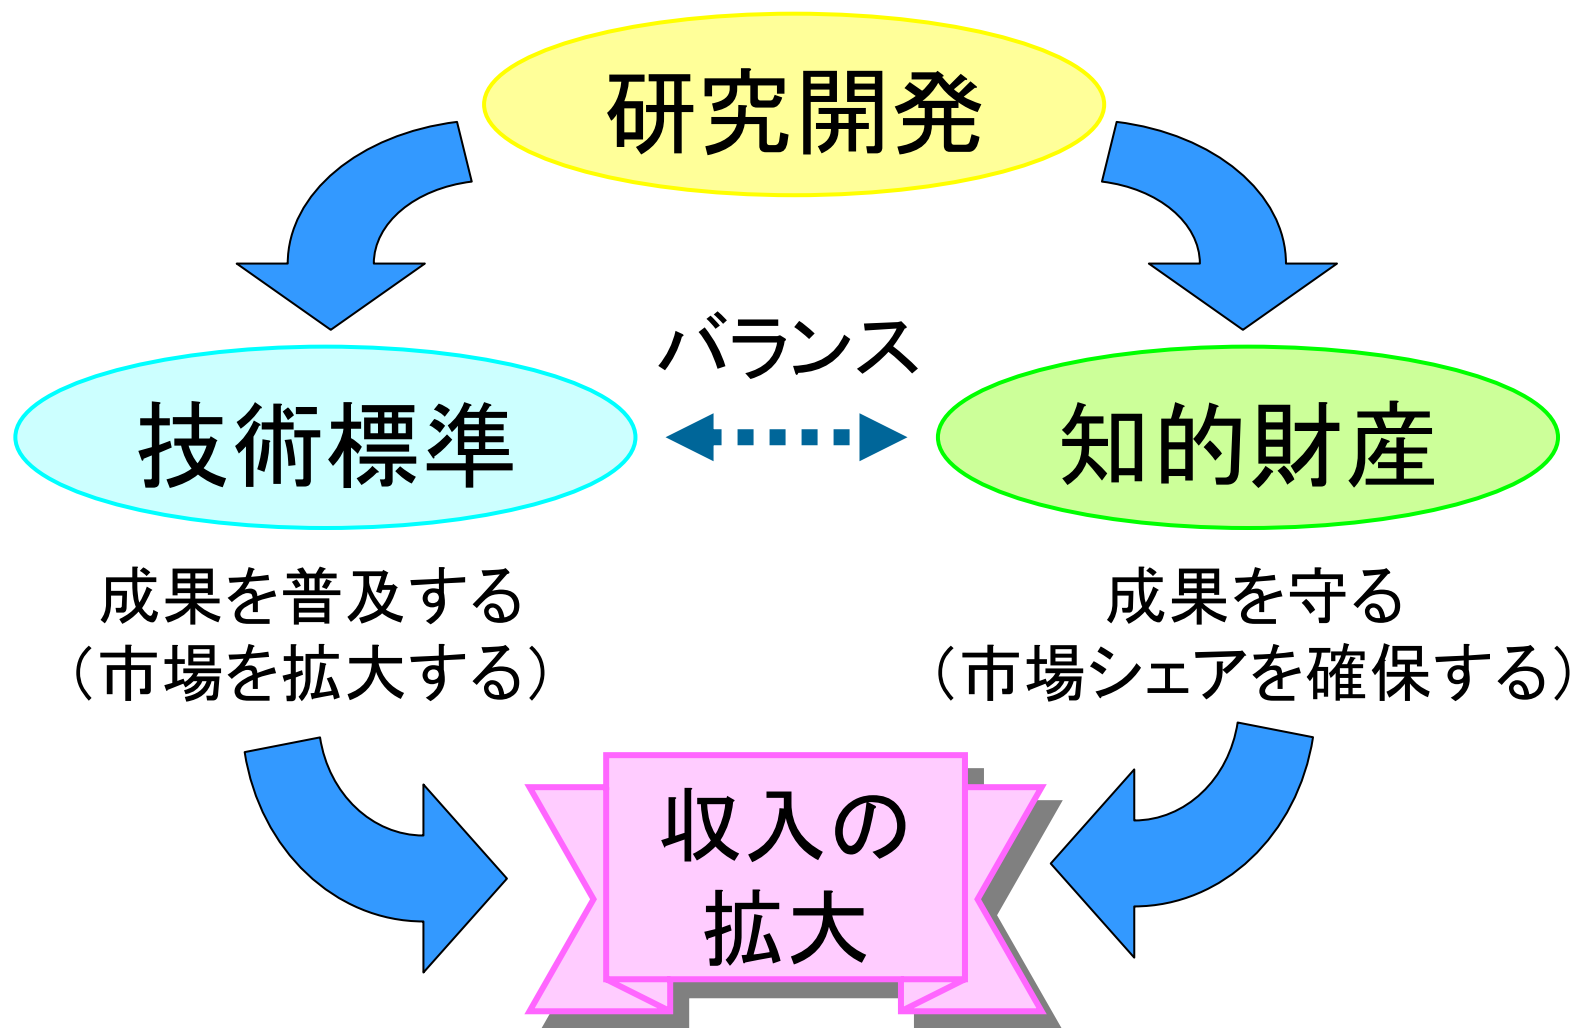 研究開発
バランス
技術標準
知的財産
成果を普及する
（市場を拡大する）
成果を守る
（市場シェアを確保する）
収入の
拡大